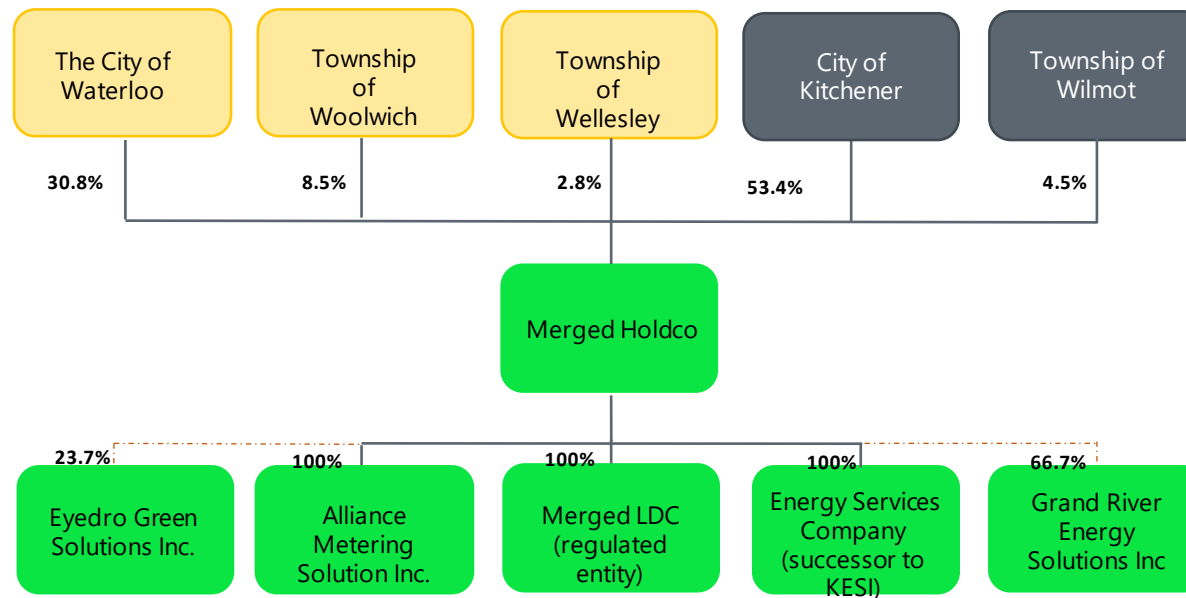 The City of
Waterloo
Township
of
Woolwich
Township
of
Wellesley
City of
Kitchener
Township of
Wilmot
30.8%
8.5%
2.8%
53.4%
4.5%
Merged Holdco
23.7%
100%
100%
100%
66.7%
Eyedro Green
Solutions Inc.
Alliance
Metering
Solution Inc.
Merged LDC
(regulated
entity)
Energy Services
Company
(successor to
KESI)
Grand River
Energy
Solutions Inc